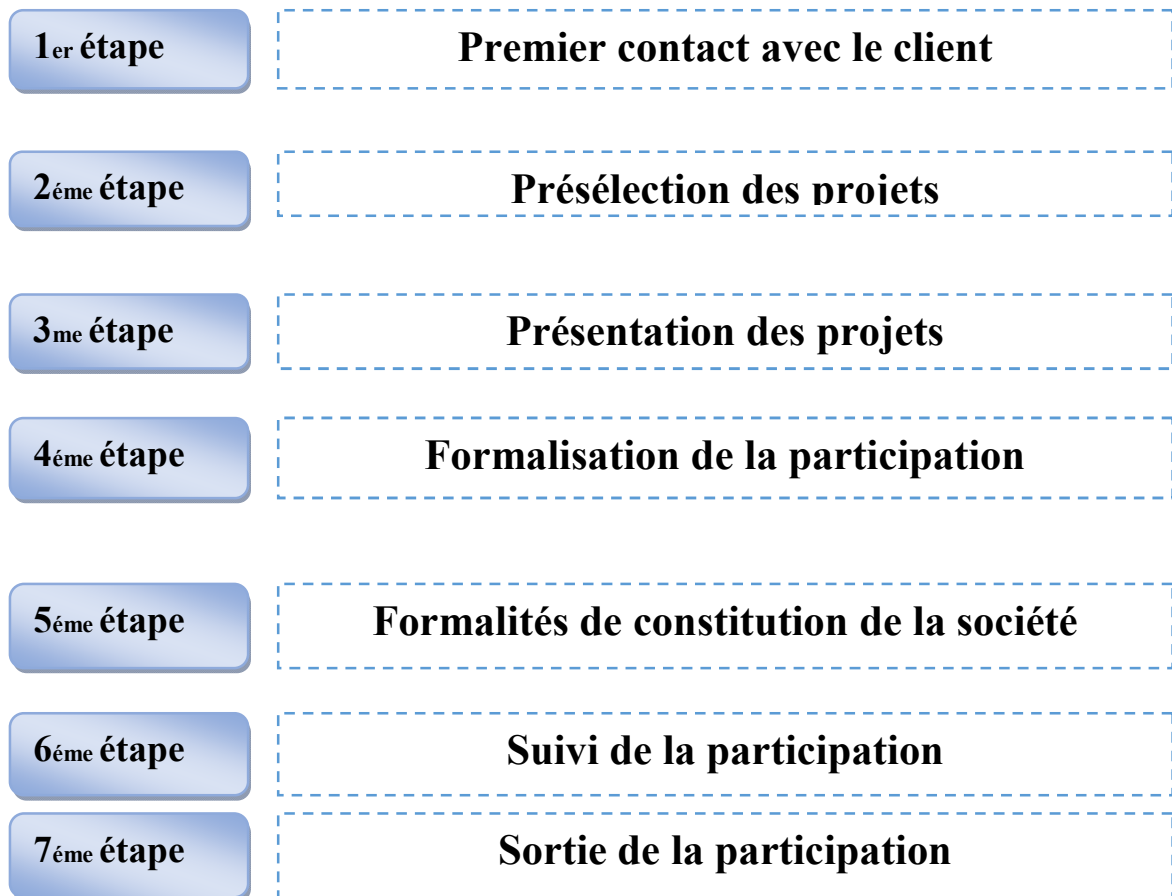 1er étape Premier contact avec le client
2éme étape Présélection des projets
3me étape Présentation des projets
4éme étape Formalisation de la participation
5éme étape Formalités de constitution de la société
6éme étape Suivi de la participation
7éme étape Sortie de la participation